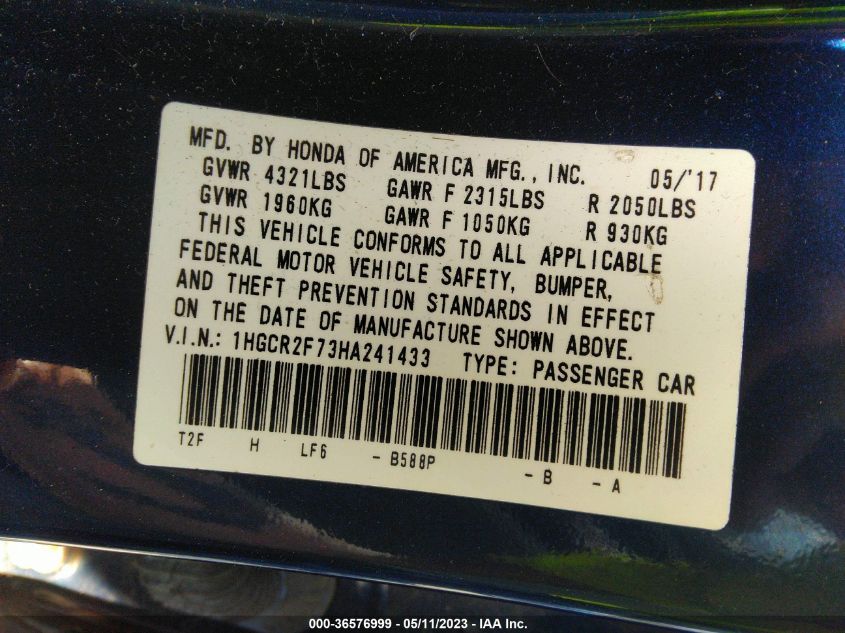 MFD. BY HONDA OF AMERICA MFG., INC. 05/'17
GVWR 4321LBS GAWR F 2315LBS R 2050LBS
GVWR 1960KG GAWR F 1050KG R 930KG
THIS VEHICLE CONFORMS TO ALL APPLICABLE
FEDERAL MOTOR VEHICLE SAFETY, BUMPER,
AND THEFT PREVENTION STANDARDS IN EFFECT
ON THE DATE OF MANUFACTURE SHOWN ABOVE.
V.I.N.: 1HGCR2F73HA241433 TYPE: PASSENGER CAR
T2F H LF6 - B588P - B - A
000-36576999 / 05/11/2023 - IAA Inc.